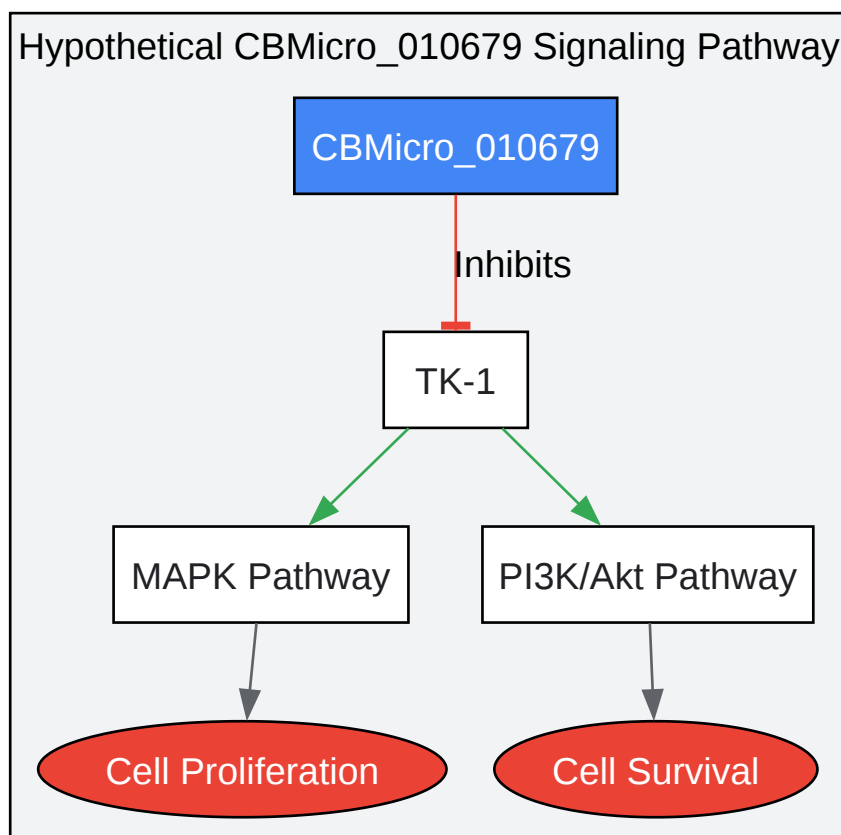 Hypothetical CBMicro_010679 Signaling Pathway
CBMicro_010679
Inhibits
TK-1
MAPK Pathway
PI3K/Akt Pathway
Cell Proliferation
Cell Survival